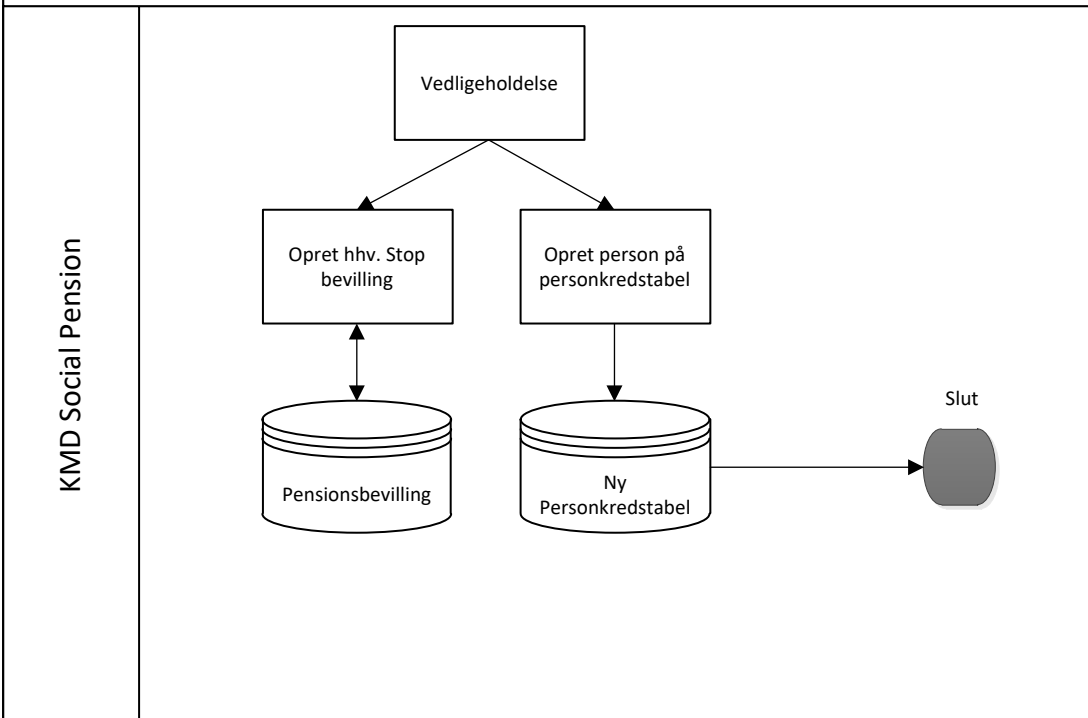 KMD Social Pension
Vedligeholdelse
Opret hhv. Stop
bevilling
Opret person på
personkredstabel
Pensionsbevilling
Ny
Personkredstabel
Slut